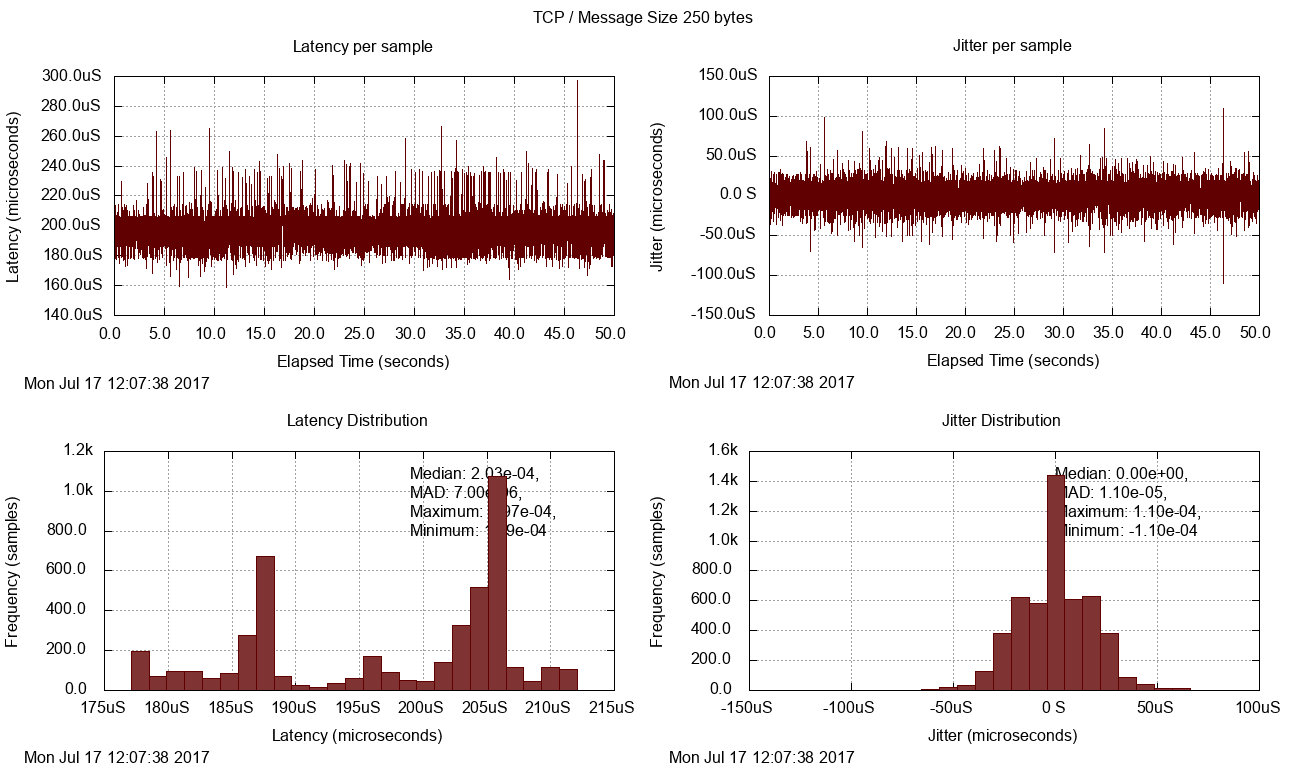 TCP / Message Size 250 bytes
Latency per sample
300.0uS
280.0uS
260.0uS
240.0uS
220.0uS
200.0uS
180.0uS
160.0uS
140.0uS
Latency (microseconds)
0.0 5.0 10.0 15.0 20.0 25.0 30.0 35.0 40.0 45.0 50.0
Elapsed Time (seconds)
Mon Jul 17 12:07:38 2017
Jitter per sample
150.0uS
100.0uS
50.0uS
0.0 S
-50.0uS
-100.0uS
-150.0uS
Jitter (microseconds)
0.0 5.0 10.0 15.0 20.0 25.0 30.0 35.0 40.0 45.0 50.0
Elapsed Time (seconds)
Mon Jul 17 12:07:38 2017
Latency Distribution
1.2k
1.0k
800.0
600.0
400.0
200.0
0.0
Frequency (samples)
Median: 2.03e-04,
MAD:
Maximum:
Minimum:
175uS 180uS 185uS 190uS 195uS 200uS 205uS 210uS 215uS
Latency (microseconds)
Mon Jul 17 12:07:38 2017
Jitter Distribution
1.6k
1.4k
1.2k
1.0k
800.0
600.0
400.0
200.0
0.0
Frequency (samples)
Median: 0.00e+00,
MAD: 1.10e-05,
Maximum: 1.10e-04,
Minimum: -1.10e-04
-150uS -100uS -50uS 0 S 50uS 100uS
Jitter (microseconds)
Mon Jul 17 12:07:38 2017